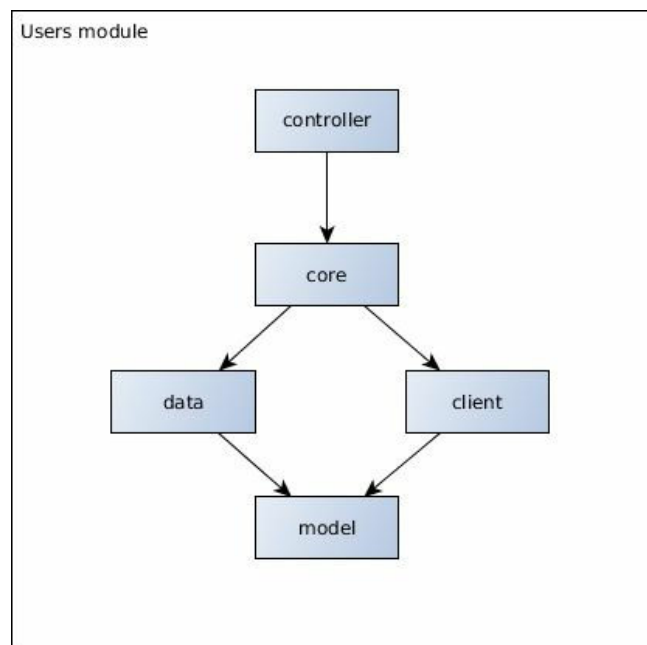 Users module
controller
core
data
client
model